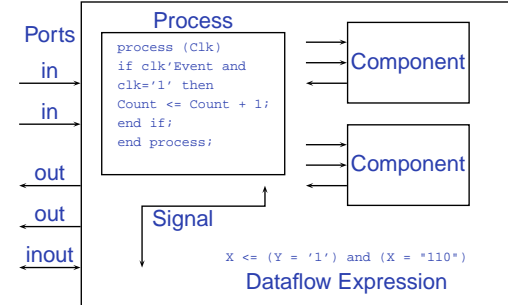 Ports
in
in
out
out
inout
Process
process (Clk)
if clk'Event and
clk='1' then
Count <= Count + 1;
end if;
end process;
Component
Component
Signal
X <= (Y = '1') and (X = "110")
Dataflow Expression